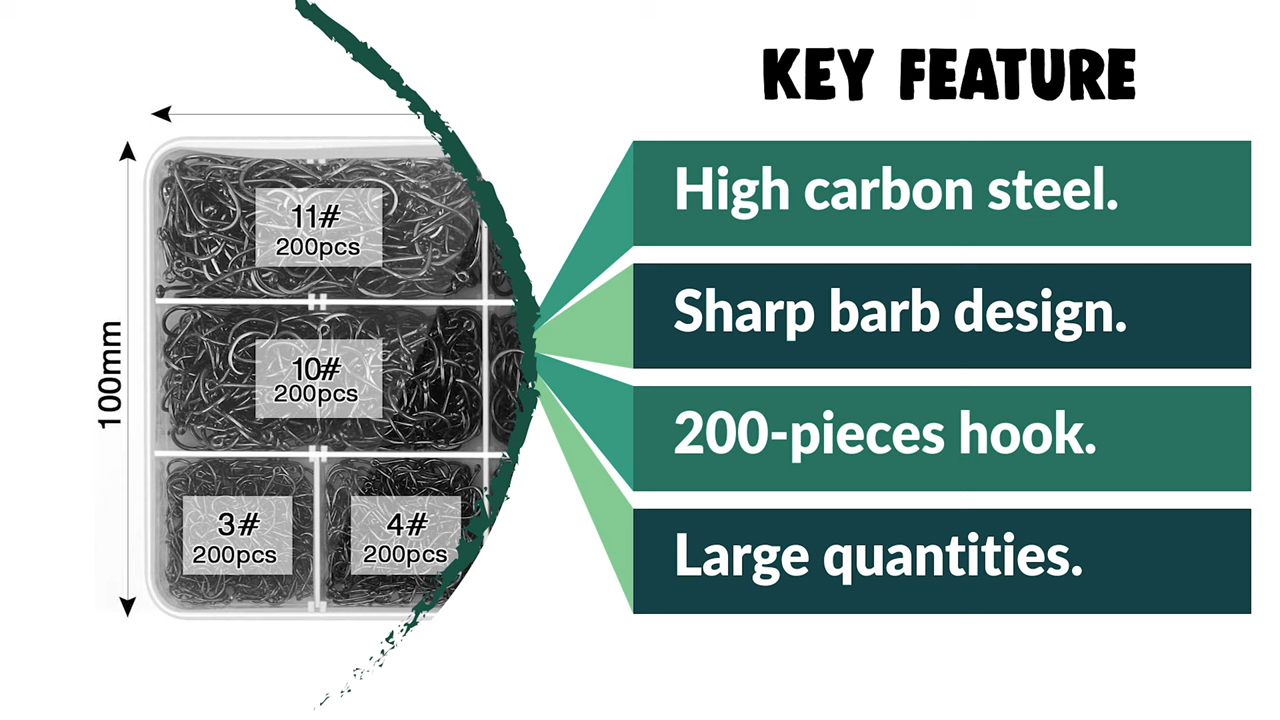 KEY FEATURE
11#
200pcs
10#
200pcs
3#
200pcs
4#
200pcs
100mm
High carbon steel.
Sharp barb design.
200-pieces hook.
Large quantities.